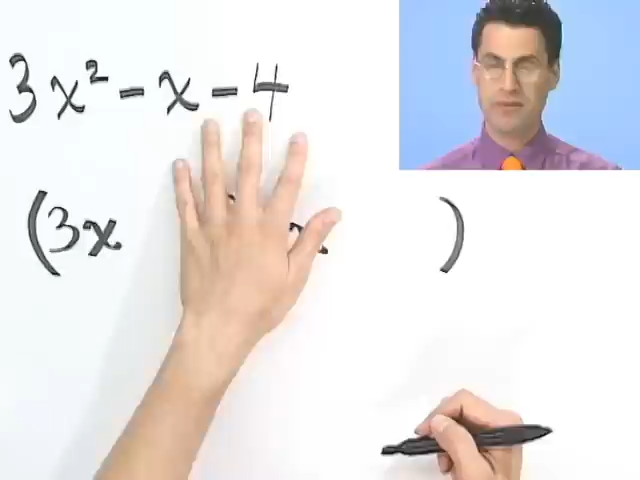 3x² - x - 4
(3x          )